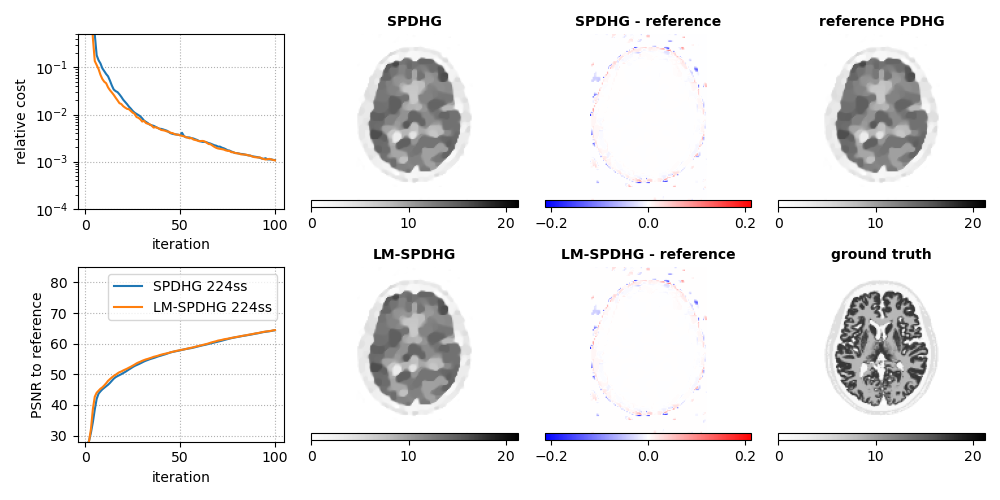 SPDHG
SPDHG - reference
reference PDHG
relative cost
10⁻¹
10⁻²
10⁻³
10⁻⁴
0 50 100
iteration
0 10 20
−0.2 0.0 0.2
0 10 20
LM-SPDHG
LM-SPDHG - reference
ground truth
PSNR to reference
80
70
60
50
40
30
SPDHG 224ss
LM-SPDHG 224ss
0 50 100
iteration
0 10 20
−0.2 0.0 0.2
0 10 20